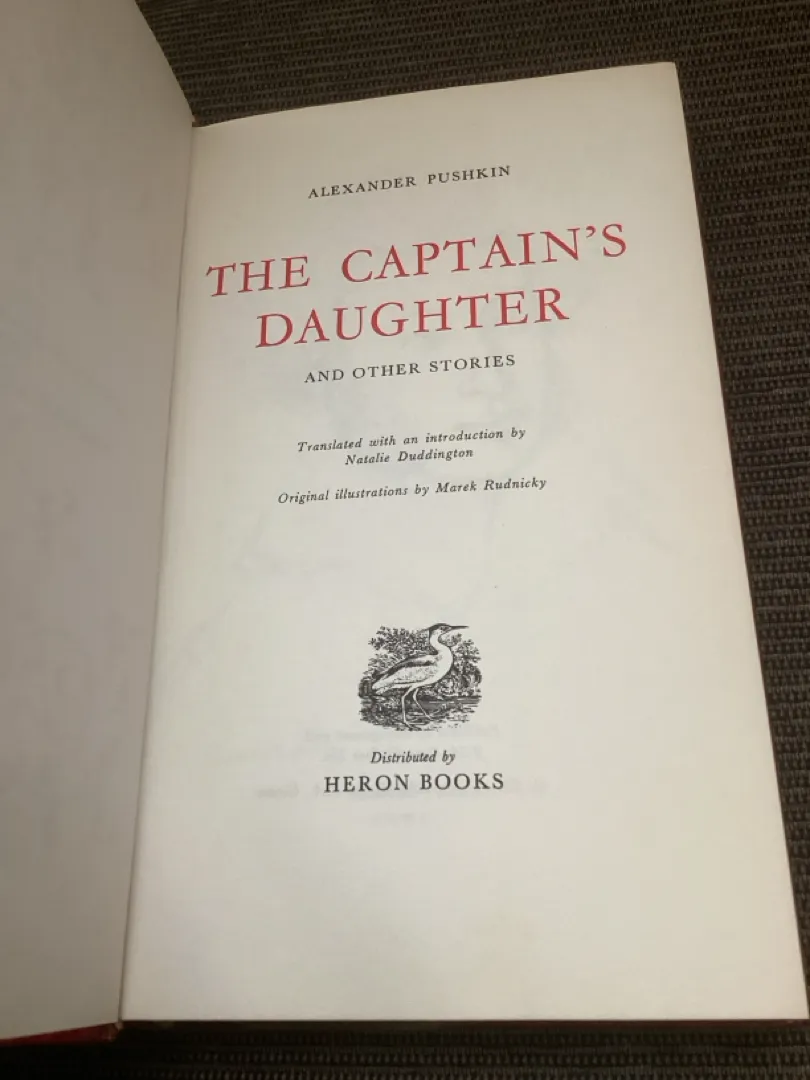 ALEXANDER PUSHKIN
THE CAPTAIN'S
DAUGHTER
AND OTHER STORIES
Translated with an introduction by
Natalie Duddington
Original illustrations by Marek Rudnicky
Distributed by
HERON BOOKS